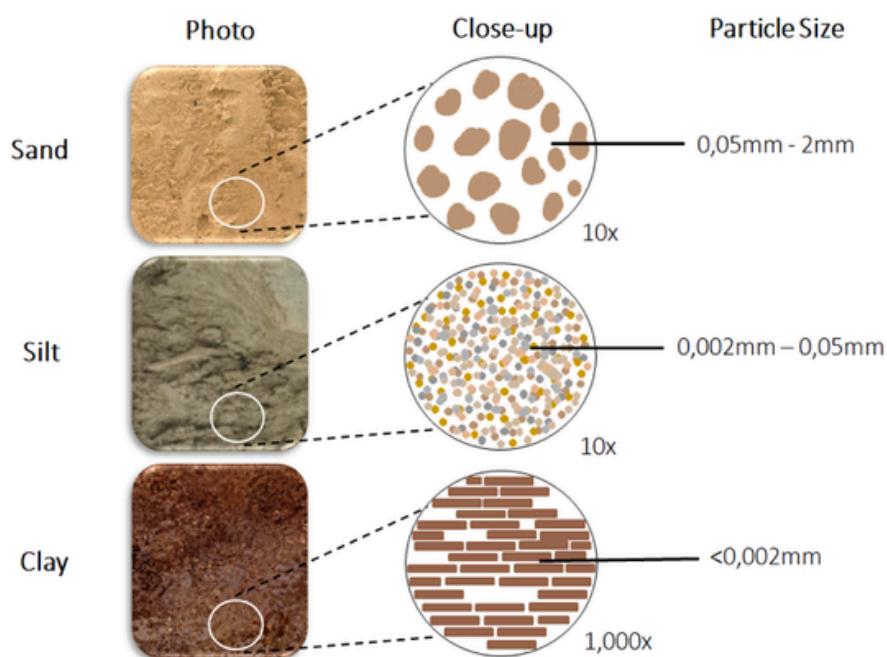 Photo
Close-up
Particle Size
Sand
0,05mm - 2mm
10x
Silt
0,002mm – 0,05mm
10x
Clay
<0,002mm
1,000x